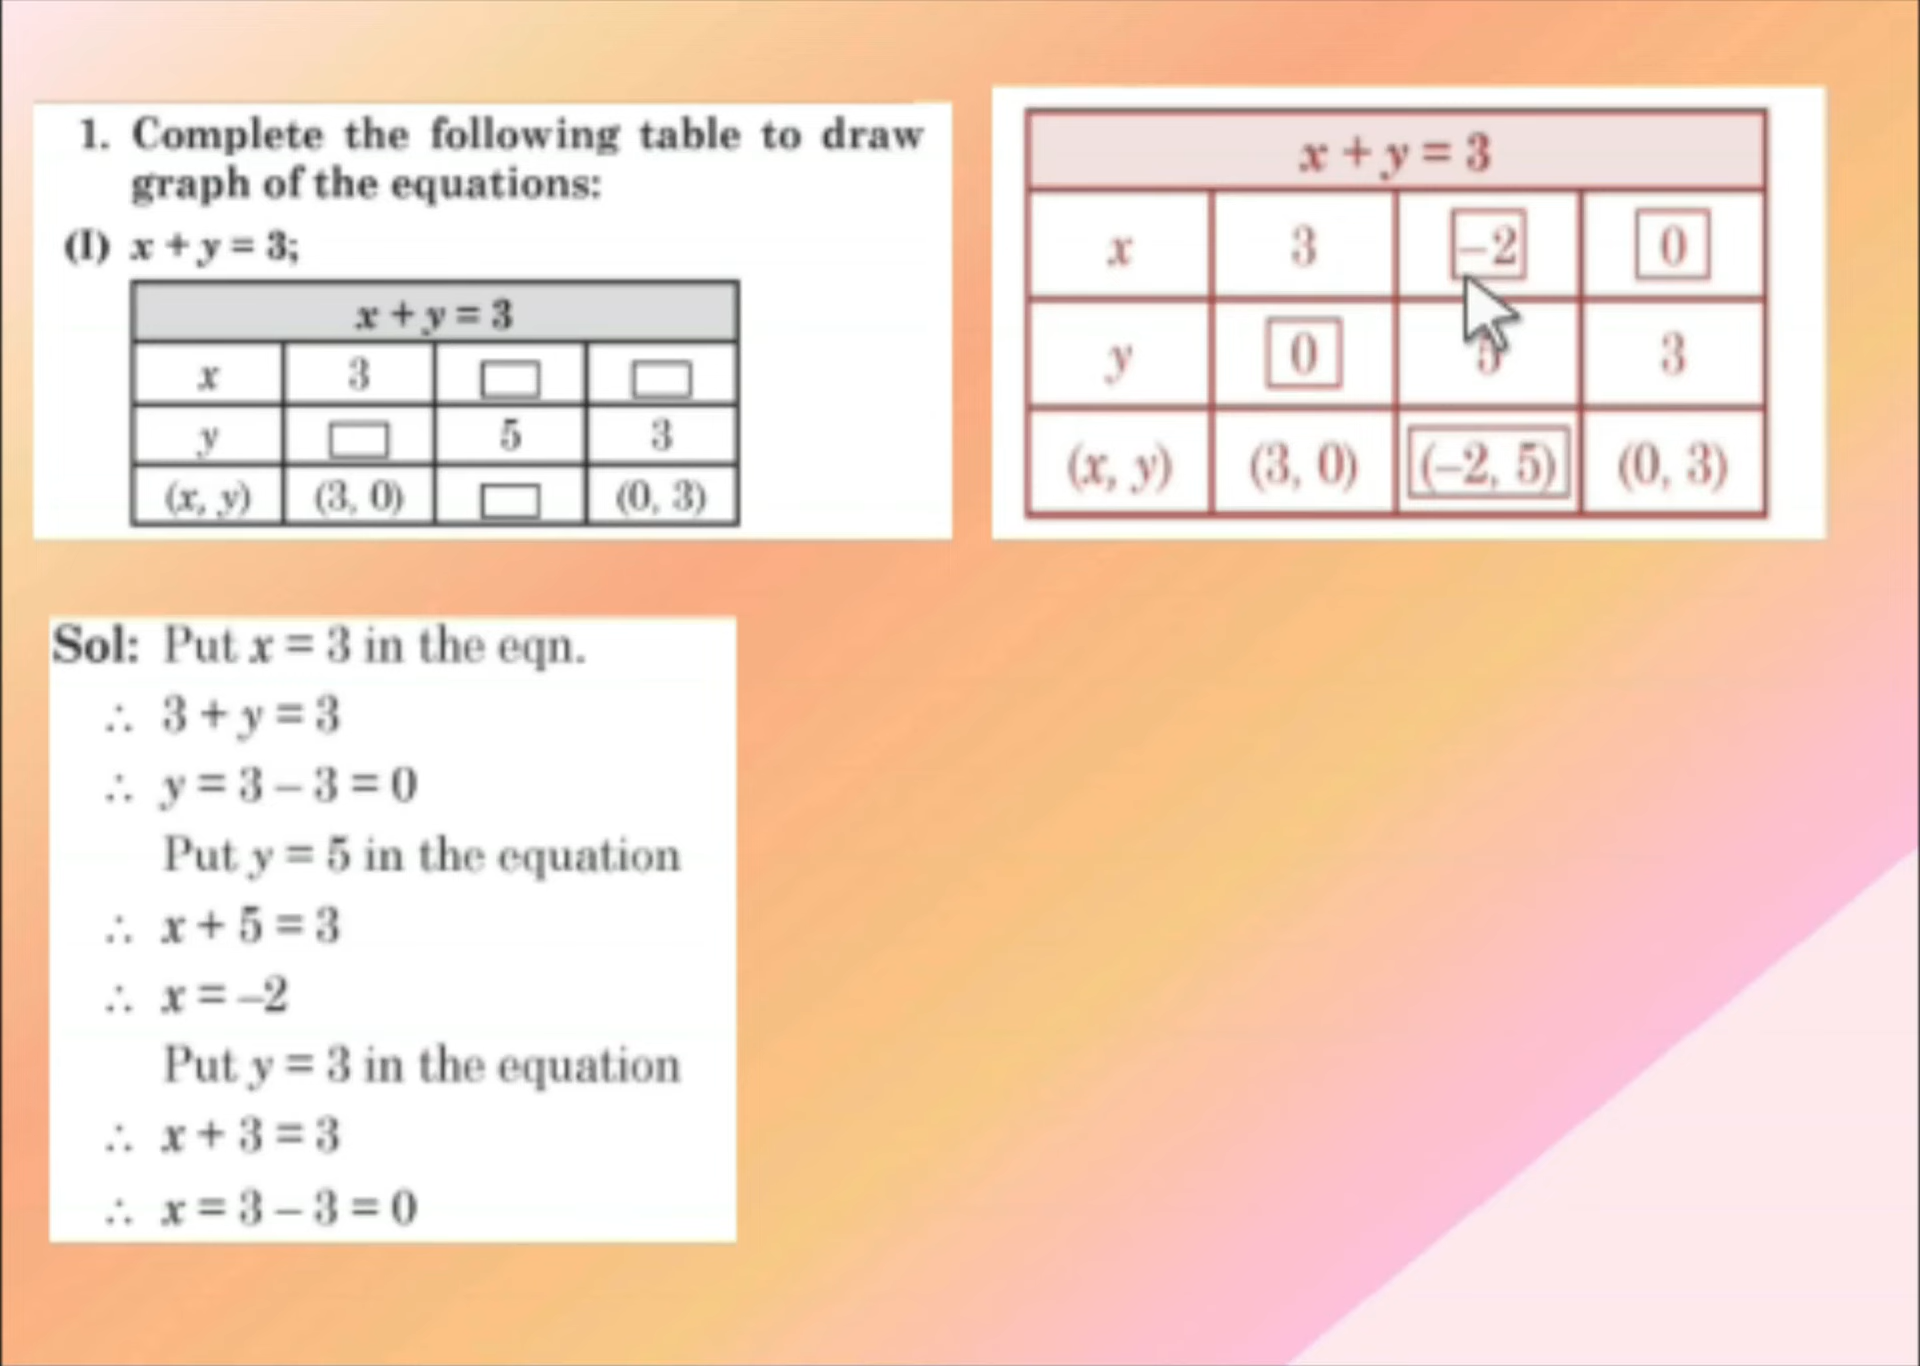 1. Complete the following table to draw
graph of the equations:
(I) x + y = 3;
x + y = 3
x 3
y 5 3
(x, y) (3, 0) (0, 3)
x + y = 3
x 3 –2 0
y 0 5 3
(x, y) (3, 0) (–2, 5) (0, 3)
Sol: Put x = 3 in the eqn.
∴ 3 + y = 3
∴ y = 3 – 3 = 0
Put y = 5 in the equation
∴ x + 5 = 3
∴ x = –2
Put y = 3 in the equation
∴ x + 3 = 3
∴ x = 3 – 3 = 0